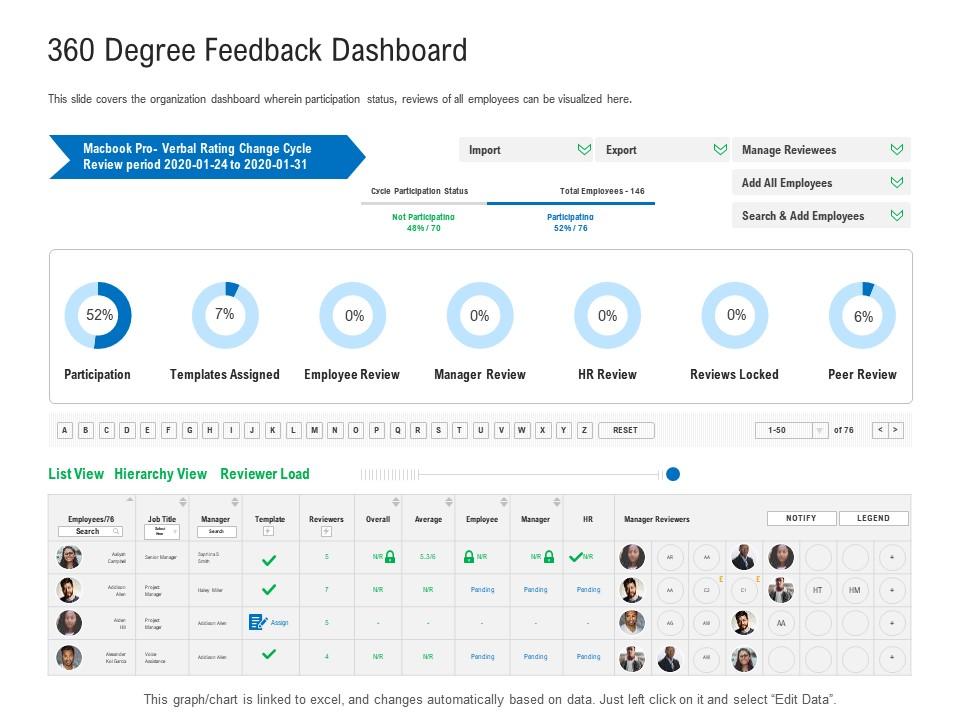 360 Degree Feedback Dashboard
This slide covers the organization dashboard wherein participation status, reviews of all employees can be visualized here.
Macbook Pro- Verbal Rating Change Cycle
Review period 2020-01-24 to 2020-01-31
Import
Export
Manage Reviewees
Add All Employees
Search & Add Employees
Cycle Participation Status
Total Employees - 146
Not Participating
48% / 70
Participating
52% / 76
52%
7%
0%
0%
0%
0%
6%
Participation
Templates Assigned
Employee Review
Manager Review
HR Review
Reviews Locked
Peer Review
A B C D E F G H I J K L M N O P Q R S T U V W X Y Z RESET
1-50 of 76 < >
List View Hierarchy View Reviewer Load
Employees/76 Job Title Manager Template Reviewers Overall Average Employee Manager HR Manager Reviewers NOTIFY LEGEND
Search Select Here Search
Aaliyah Campbell Senior Manager Smith 5 N/R 5.3/6 N/R N/R N/R AR AA +
Addison Allen Project Manager Haley Miller 7 N/R N/R Pending Pending Pending AA C2 E C1 E HT HM +
Aiden Hill Project Manager Addison Allen Assign 5 - - - - - AG AW AA +
Alexander Kol Garcia Voice Assistance Addison Allen 4 N/R N/R Pending Pending Pending AW +
This graph/chart is linked to excel, and changes automatically based on data. Just left click on it and select “Edit Data”.